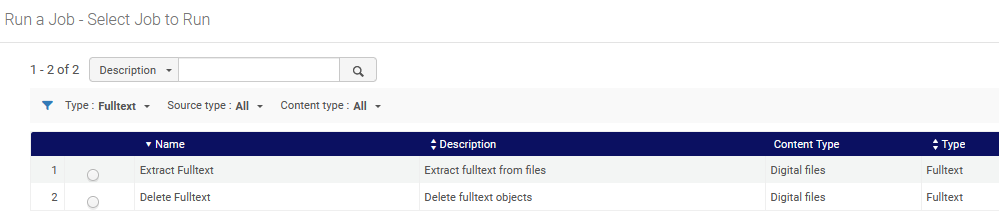 Run a Job - Select Job to Run
1 - 2 of 2 Description
Type : Fulltext Source type : All Content type : All
Name Description Content Type Type
1 Extract Fulltext Extract fulltext from files Digital files Fulltext
2 Delete Fulltext Delete fulltext objects Digital files Fulltext